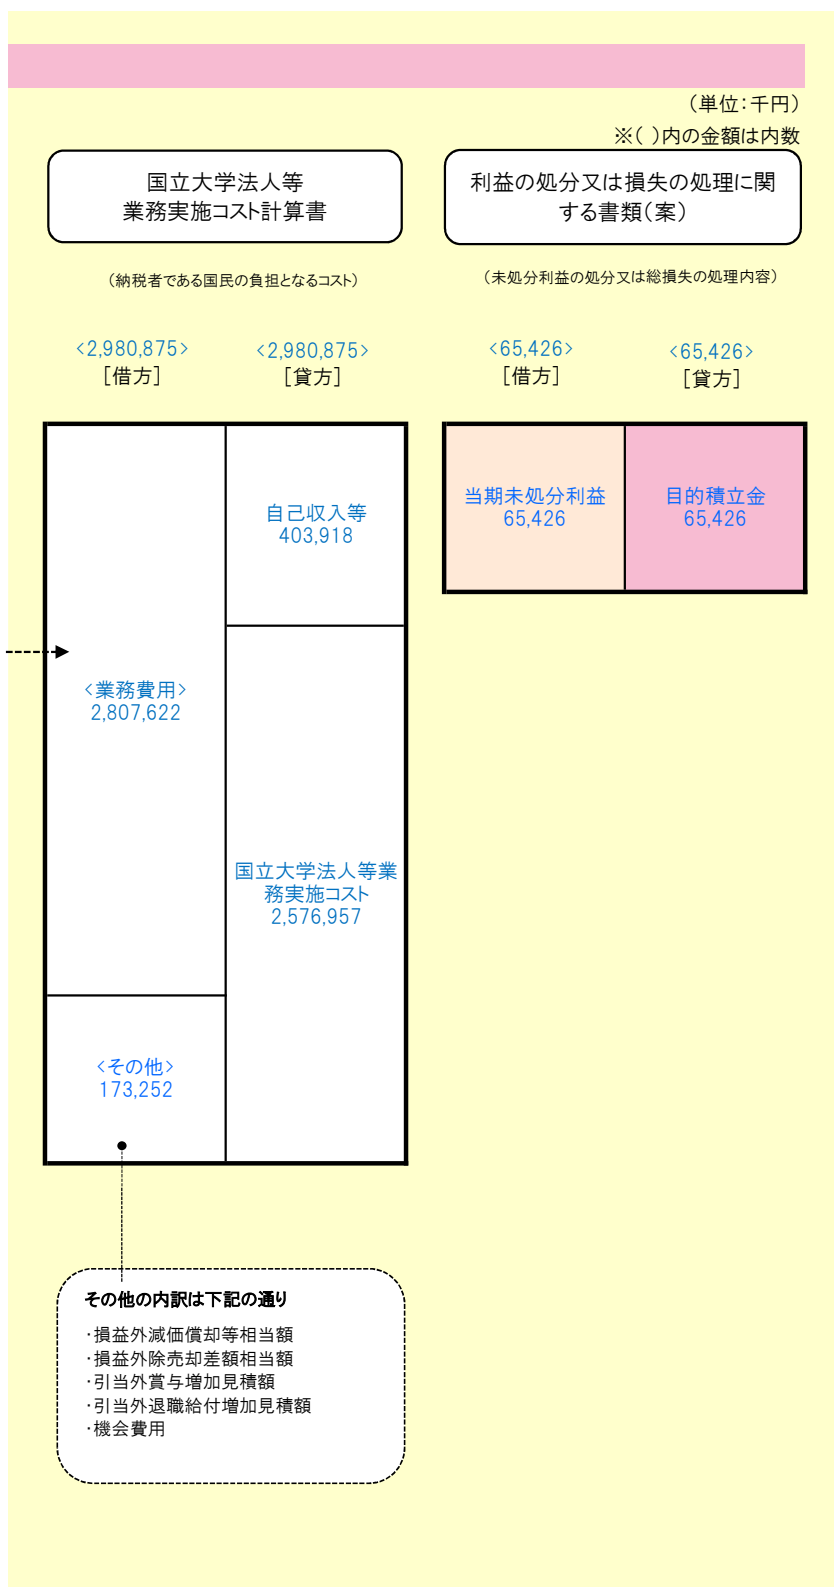 （単位：千円）
※（ ）内の金額は内数
国立大学法人等
業務実施コスト計算書
（納税者である国民の負担となるコスト）
<2,980,875>
[借方]
<2,980,875>
[貸方]
<業務費用>
2,807,622
自己収入等
403,918
国立大学法人等業
務実施コスト
2,576,957
<その他>
173,252
その他の内訳は下記の通り
・損益外減価償却等相当額
・損益外除売却差額相当額
・引当外賞与増加見積額
・引当外退職給付増加見積額
・機会費用
利益の処分又は損失の処理に関
する書類（案）
（未処分利益の処分又は総損失の処理内容）
<65,426>
[借方]
<65,426>
[貸方]
当期未処分利益
65,426
目的積立金
65,426